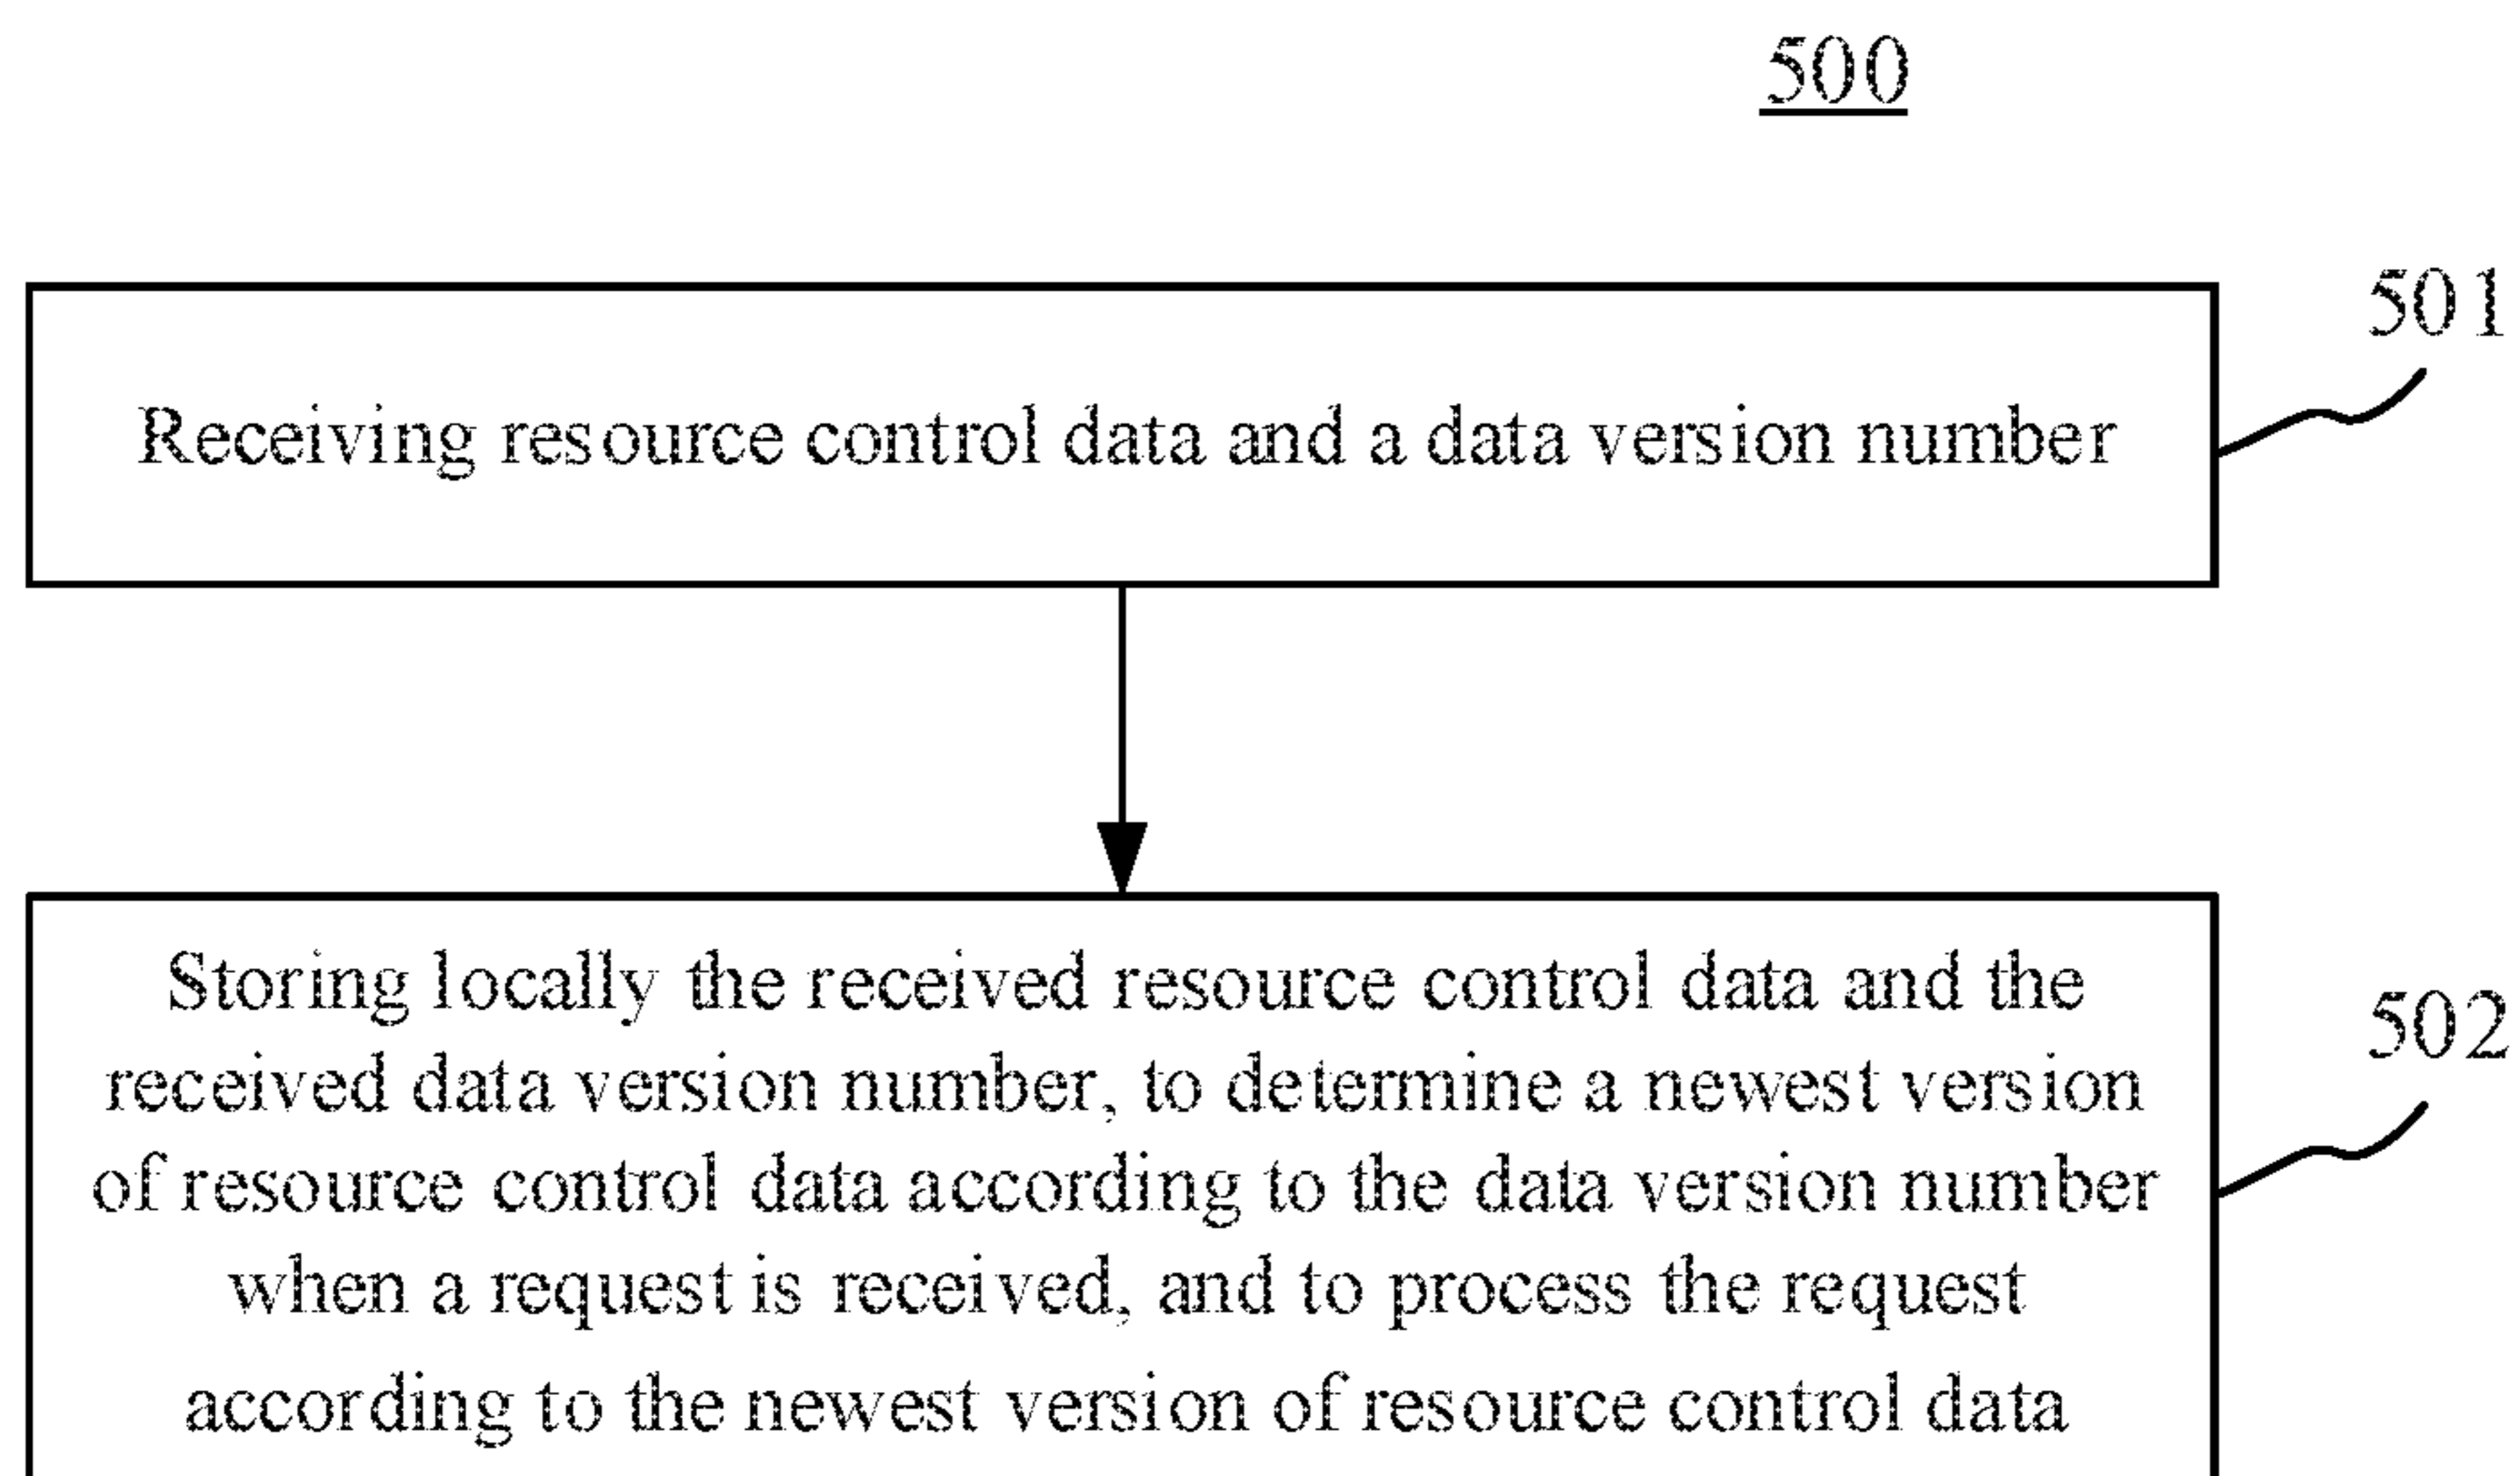 500
501
Receiving resource control data and a data version number
Storing locally the received resource control data and the
502
received data version number, to determine a newest version
of resource control data according to the data version number
when a request is received, and to process the request
according to the newest version of resource control data